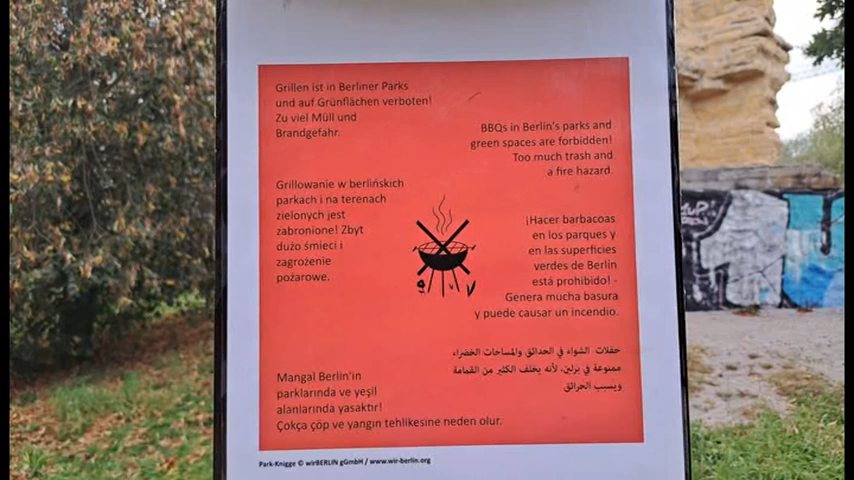 Grillen ist in Berliner Parks
und auf Grünflächen verboten!
Zu viel Müll und
Brandgefahr.
BBQs in Berlin's parks and
green spaces are forbidden!
Too much trash and
a fire hazard.
Grillowanie w berlińskich
parkach i na terenach
zielonych jest
zabronione! Zbyt
dużo śmieci i
zagrożenie
pożarowe.
¡Hacer barbacoas
en los parques y
en las superficies
verdes de Berlín
está prohibido! -
Genera mucha basura
y puede causar un incendio.
حفلات الشواء في الحدائق والمساحات الخضراء
ممنوعة في برلين، لأنه يخلف الكثير من القمامة
ويسبب الحرائق
Mangal Berlin'in
parklarında ve yeşil
alanlarında yasaktır!
Çokça çöp ve yangın tehlikesine neden olur.
Park-Knigge © wirBERLIN gGmbH / www.wir-berlin.org